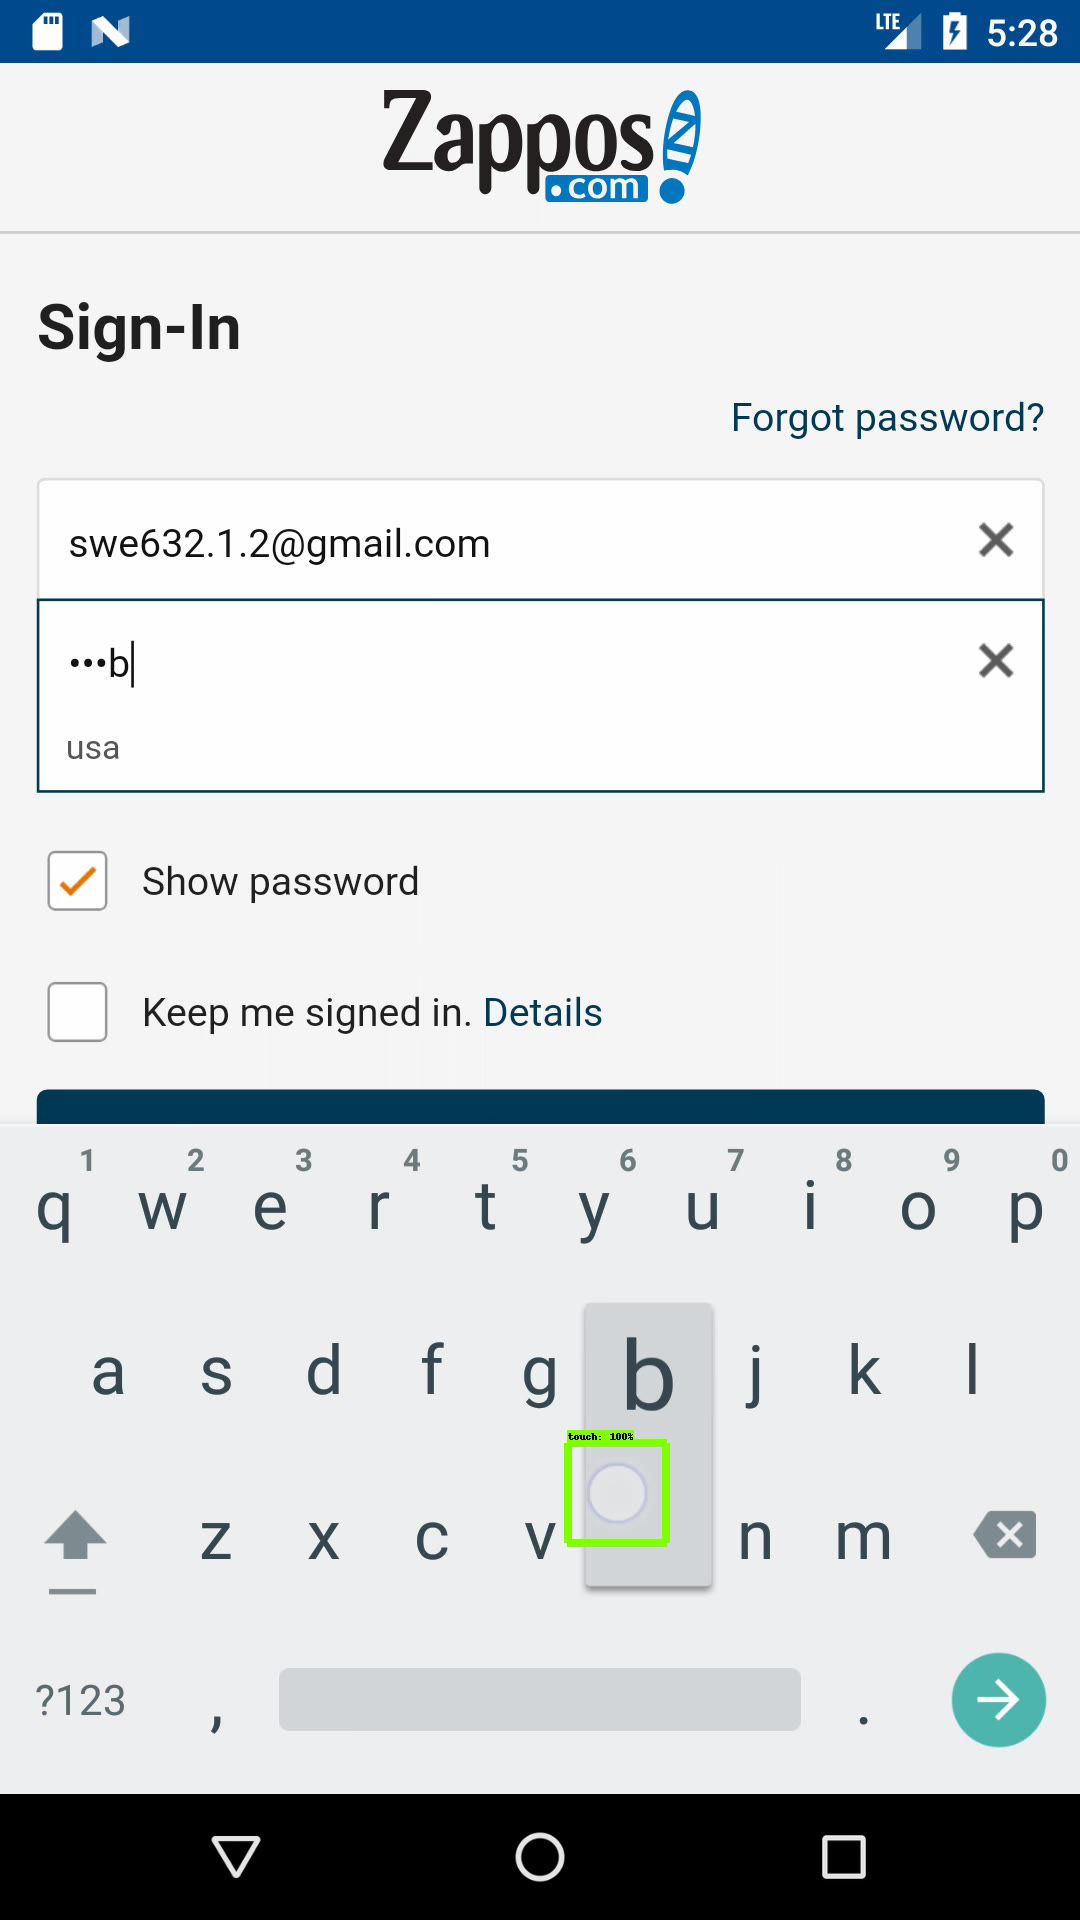 LTE 5:28
Zappos
.com
Sign-In
Forgot password?
swe632.1.2@gmail.com
•••b
usa
Show password
Keep me signed in. Details
1 2 3 4 5 6 7 8 9 0
q w e r t y u i o p
a s d f g b j k l
touch: 100%
z x c v n m
?123 , .